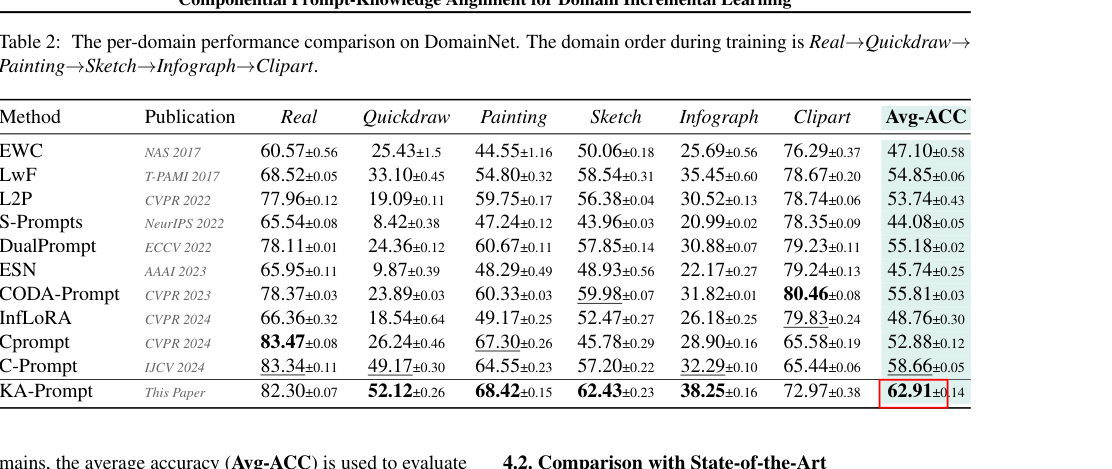 Componential Prompt-Knowledge Alignment for Domain Incremental Learning
Table 2: The per-domain performance comparison on DomainNet. The domain order during training is Real→Quickdraw→
Painting→Sketch→Infograph→Clipart.
Method Publication Real Quickdraw Painting Sketch Infograph Clipart Avg-ACC
EWC NAS 2017 60.57±0.56 25.43±1.5 44.55±1.16 50.06±0.18 25.69±0.56 76.29±0.37 47.10±0.58
LwF T-PAMI 2017 68.52±0.05 33.10±0.45 54.80±0.32 58.54±0.31 35.45±0.60 78.67±0.20 54.85±0.06
L2P CVPR 2022 77.96±0.12 19.09±0.11 59.75±0.17 56.38±0.04 30.52±0.13 78.74±0.06 53.74±0.43
S-Prompts NeurIPS 2022 65.54±0.08 8.42±0.38 47.24±0.12 43.96±0.03 20.99±0.02 78.35±0.09 44.08±0.05
DualPrompt ECCV 2022 78.11±0.01 24.36±0.12 60.67±0.11 57.85±0.14 30.88±0.07 79.23±0.11 55.18±0.02
ESN AAAI 2023 65.95±0.11 9.87±0.39 48.29±0.49 48.93±0.56 22.17±0.27 79.24±0.13 45.74±0.25
CODA-Prompt CVPR 2023 78.37±0.03 23.89±0.03 60.33±0.03 59.98±0.07 31.82±0.01 80.46±0.08 55.81±0.03
InfLoRA CVPR 2024 66.36±0.32 18.54±0.64 49.17±0.25 52.47±0.27 26.18±0.25 79.83±0.24 48.76±0.30
Cprompt CVPR 2024 83.47±0.08 26.24±0.46 67.30±0.26 45.78±0.29 28.90±0.16 65.58±0.19 52.88±0.12
C-Prompt IJCV 2024 83.34±0.11 49.17±0.30 64.55±0.23 57.20±0.22 32.29±0.10 65.44±0.06 58.66±0.05
KA-Prompt This Paper 82.30±0.07 52.12±0.26 68.42±0.15 62.43±0.23 38.25±0.16 72.97±0.38 62.91±0.14
mains, the average accuracy (Avg-ACC) is used to evaluate
4.2. Comparison with State-of-the-Art